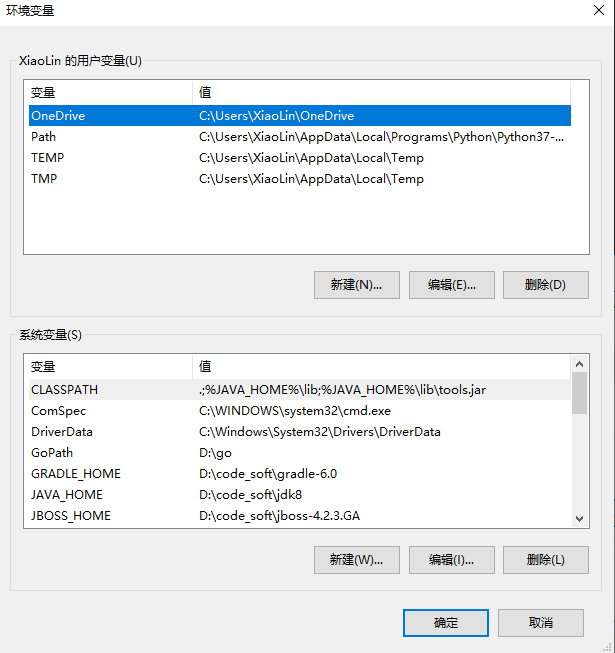 环境变量
XiaoLin 的用户变量(U)
变量 值
OneDrive C:\Users\XiaoLin\OneDrive
Path C:\Users\XiaoLin\AppData\Local\Programs\Python\Python37-...
TEMP C:\Users\XiaoLin\AppData\Local\Temp
TMP C:\Users\XiaoLin\AppData\Local\Temp
新建(N)... 编辑(E)... 删除(D)
系统变量(S)
变量 值
CLASSPATH .;%JAVA_HOME%\lib;%JAVA_HOME%\lib\tools.jar
ComSpec C:\WINDOWS\system32\cmd.exe
DriverData C:\Windows\System32\Drivers\DriverData
GoPath D:\go
GRADLE_HOME D:\code_soft\gradle-6.0
JAVA_HOME D:\code_soft\jdk8
JBOSS_HOME D:\code_soft\jboss-4.2.3.GA
新建(W)... 编辑(I)... 删除(L)
确定 取消